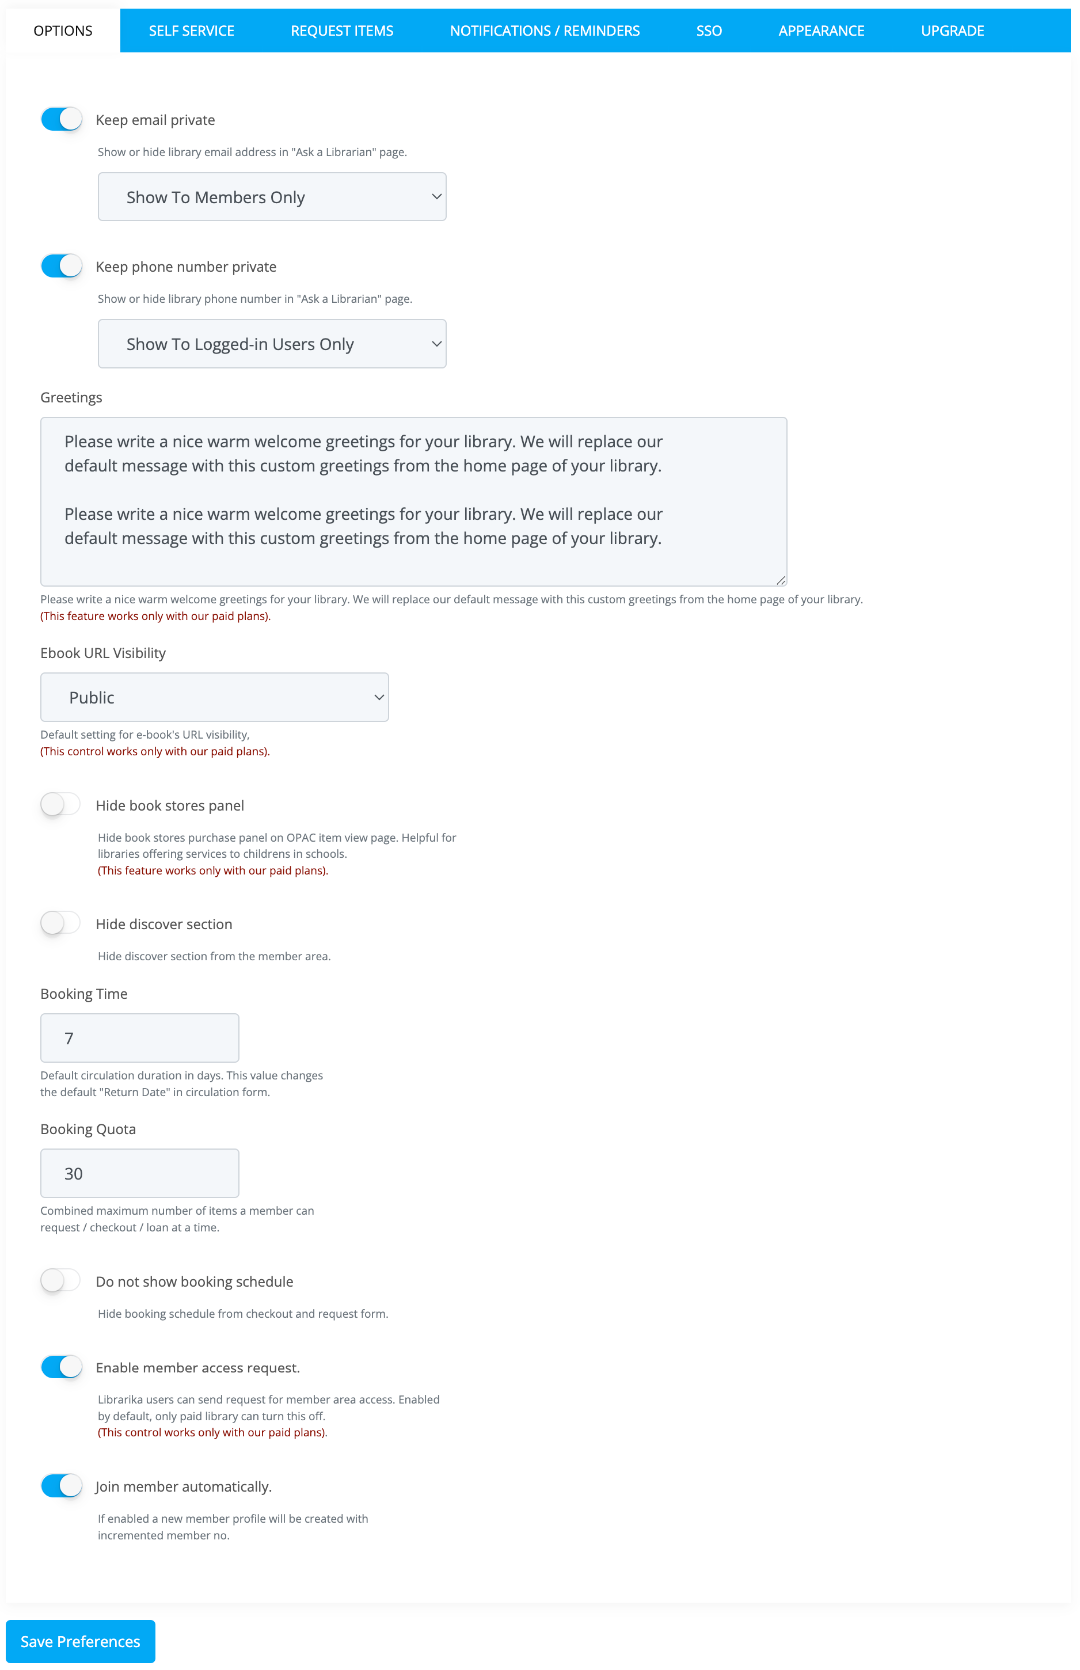 OPTIONS SELF SERVICE REQUEST ITEMS NOTIFICATIONS / REMINDERS SSO APPEARANCE UPGRADE
Keep email private
Show or hide library email address in "Ask a Librarian" page.
Show To Members Only
Keep phone number private
Show or hide library phone number in "Ask a Librarian" page.
Show To Logged-in Users Only
Greetings
Please write a nice warm welcome greetings for your library. We will replace our
default message with this custom greetings from the home page of your library.
Please write a nice warm welcome greetings for your library. We will replace our
default message with this custom greetings from the home page of your library.
Please write a nice warm welcome greetings for your library. We will replace our default message with this custom greetings from the home page of your library.
(This feature works only with our paid plans).
Ebook URL Visibility
Public
Default setting for e-book's URL visibility,
(This control works only with our paid plans).
Hide book stores panel
Hide book stores purchase panel on OPAC item view page. Helpful for
libraries offering services to childrens in schools.
(This feature works only with our paid plans).
Hide discover section
Hide discover section from the member area.
Booking Time
7
Default circulation duration in days. This value changes
the default "Return Date" in circulation form.
Booking Quota
30
Combined maximum number of items a member can
request / checkout / loan at a time.
Do not show booking schedule
Hide booking schedule from checkout and request form.
Enable member access request.
Librarika users can send request for member area access. Enabled
by default, only paid library can turn this off.
(This control works only with our paid plans).
Join member automatically.
If enabled a new member profile will be created with
incremented member no.
Save Preferences